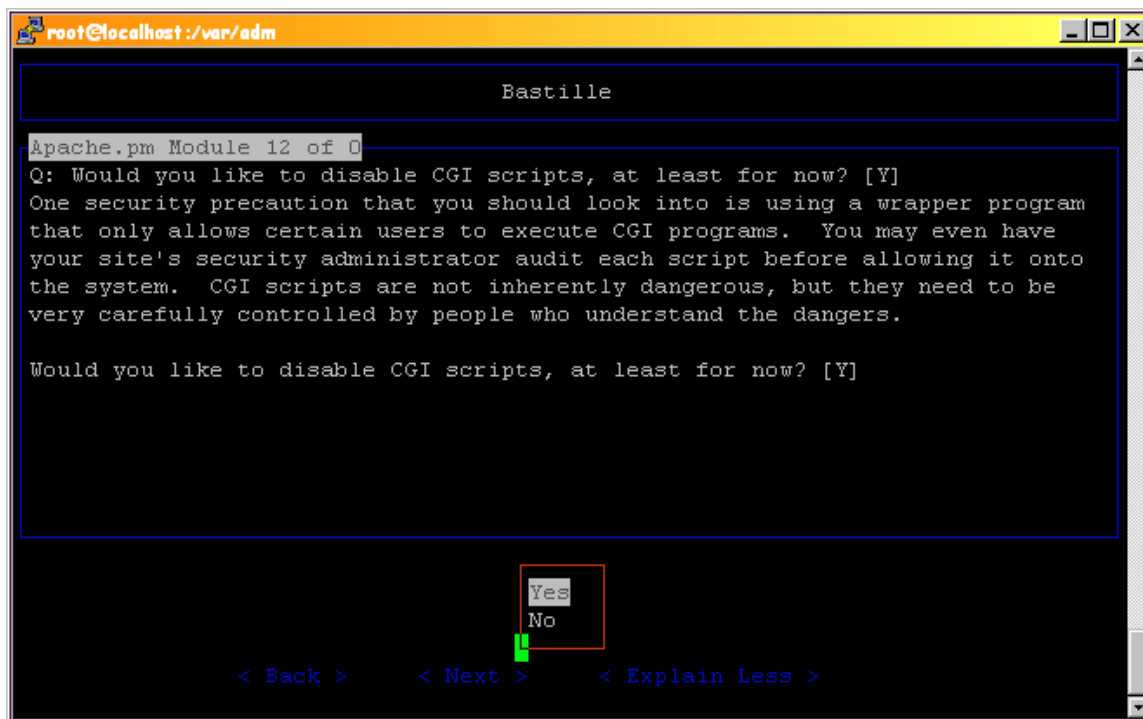 root@localhost:/var/adm
Bastille
Apache.pm Module 12 of 0
Q: Would you like to disable CGI scripts, at least for now? [Y]
One security precaution that you should look into is using a wrapper program
that only allows certain users to execute CGI programs.  You may even have
your site's security administrator audit each script before allowing it onto
the system.  CGI scripts are not inherently dangerous, but they need to be
very carefully controlled by people who understand the dangers.
Would you like to disable CGI scripts, at least for now? [Y]
Yes
No
< Back > < Next > < Explain Less >